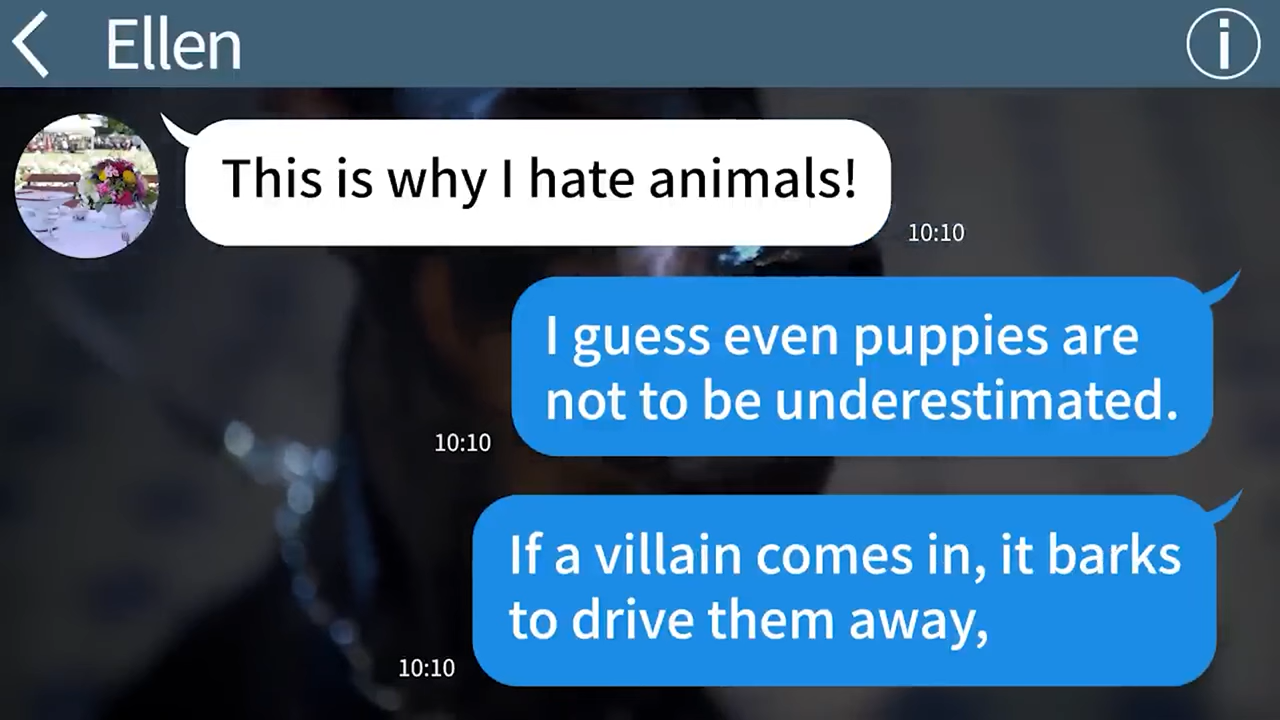 Ellen
This is why I hate animals!
10:10
I guess even puppies are
not to be underestimated.
10:10
If a villain comes in, it barks
to drive them away,
10:10